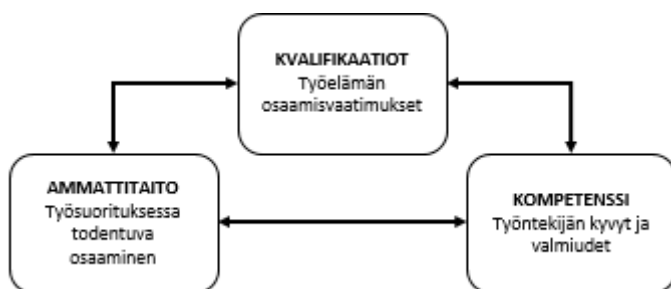 KVALIFIKAATIOT
Työelämän
osaamisvaatimukset
AMMATTITAITO
Työsuorituksessa
todentuva
osaaminen
KOMPETENSSI
Työntekijän kyvyt ja
valmiudet